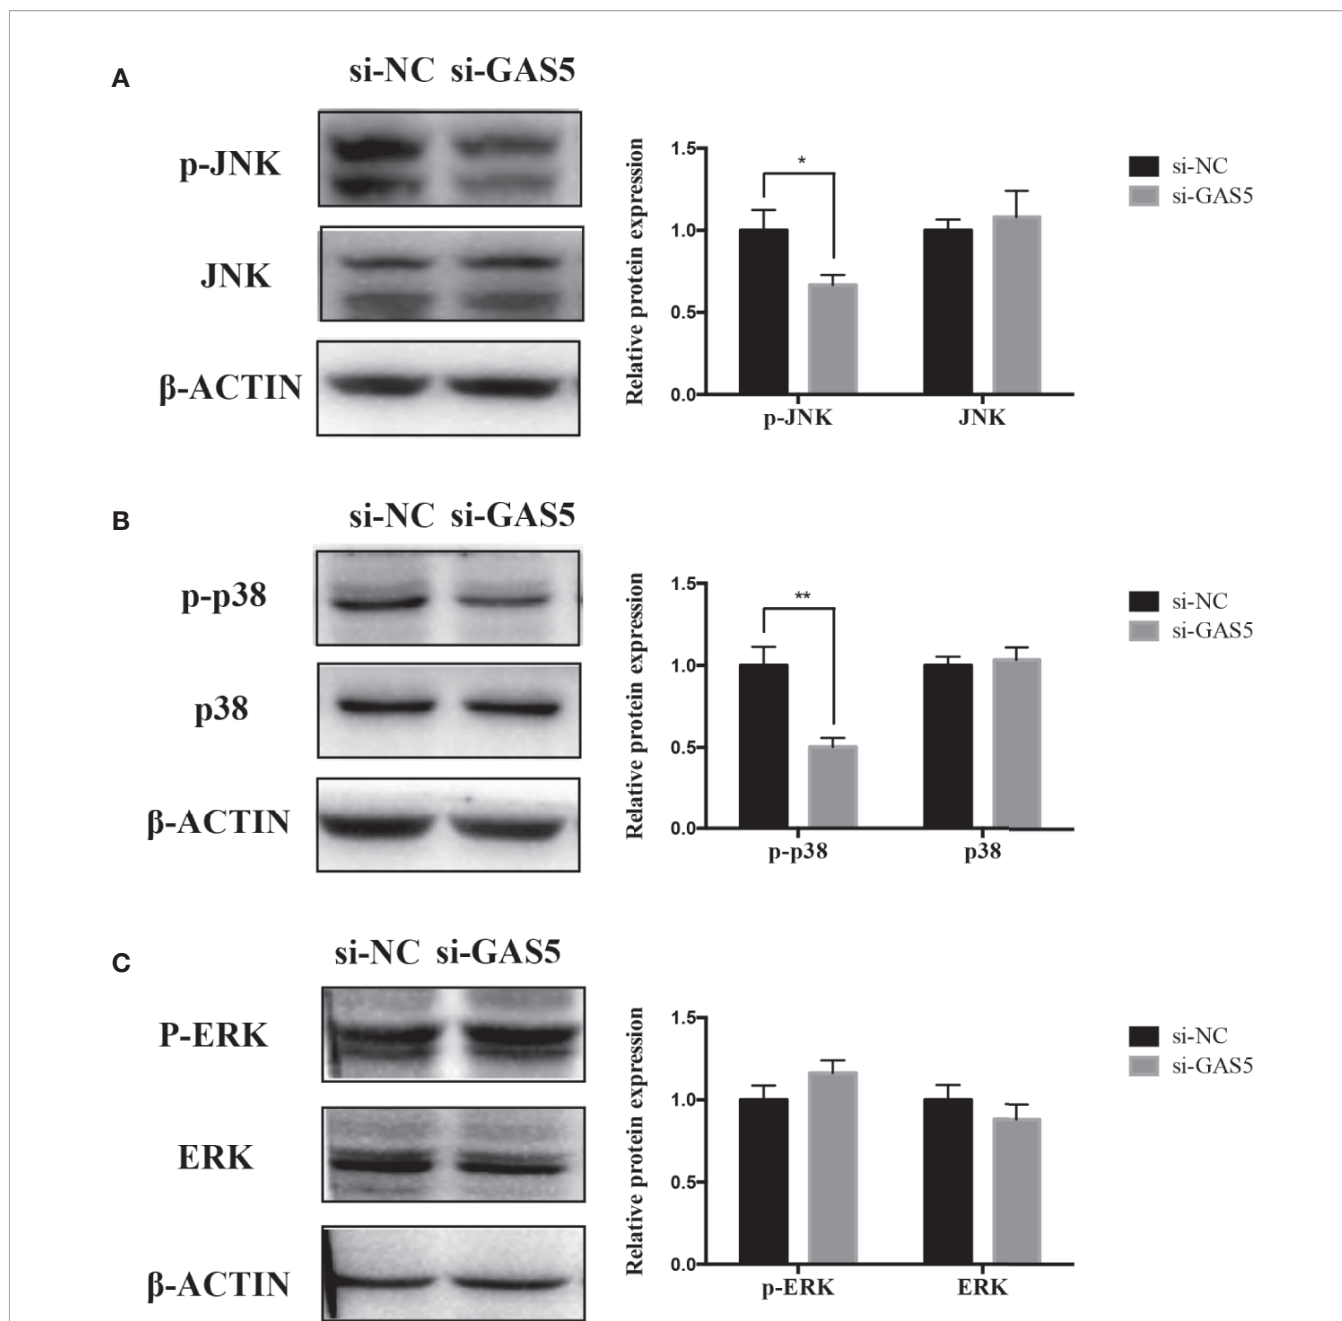 A
si-NC si-GAS5
p-JNK
JNK
β-ACTIN
Relative protein expression
1.5
1.0
0.5
0.0
*
p-JNK JNK
si-NC
si-GAS5
B
si-NC si-GAS5
p-p38
p38
β-ACTIN
Relative protein expression
1.5
1.0
0.5
0.0
**
p-p38 p38
si-NC
si-GAS5
C
si-NC si-GAS5
P-ERK
ERK
β-ACTIN
Relative protein expression
1.5
1.0
0.5
0.0
p-ERK ERK
si-NC
si-GAS5